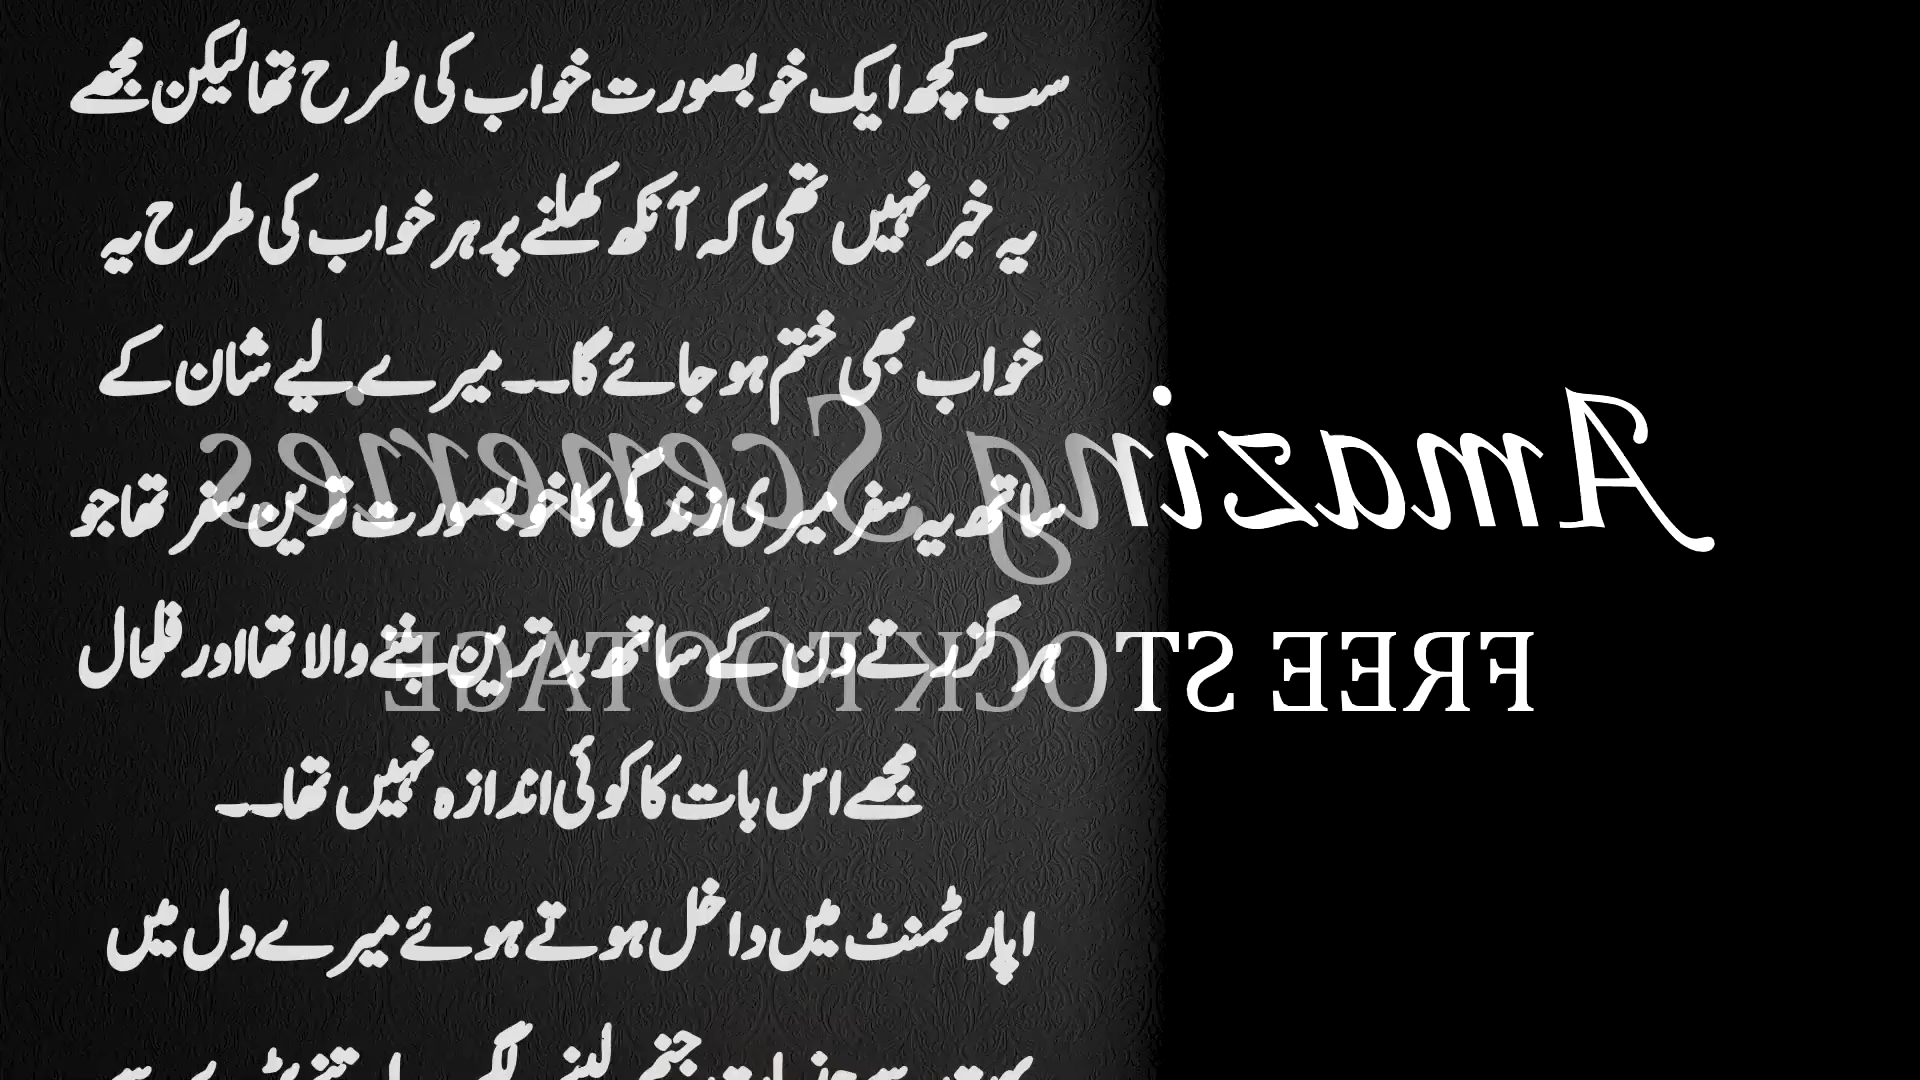 سب کچھ ایک خوبصورت خواب کی طرح تھا لیکن مجھے
یہ خبر نہیں تھی کہ آنکھ کھلنے پر ہر خواب کی طرح یہ
خواب بھی ختم ہو جائے گا۔۔ میرے لیے شان کے
ساتھ یہ سفر میری زندگی کا خوبصورت ترین سفر تھا جو
ہر گزرتے دن کے ساتھ بدترین بننے والا تھا اور فلحال
مجھے اس بات کا کوئی اندازہ نہیں تھا۔۔
اپارٹمنٹ میں داخل ہوتے ہوئے میرے دل میں
Amazing Scenes
FREE STOCK FOOTAGE